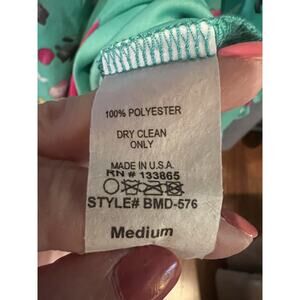 100% POLYESTER
DRY CLEAN
ONLY
MADE IN U.S.A.
RN # 133865
STYLE# BMD-576
Medium